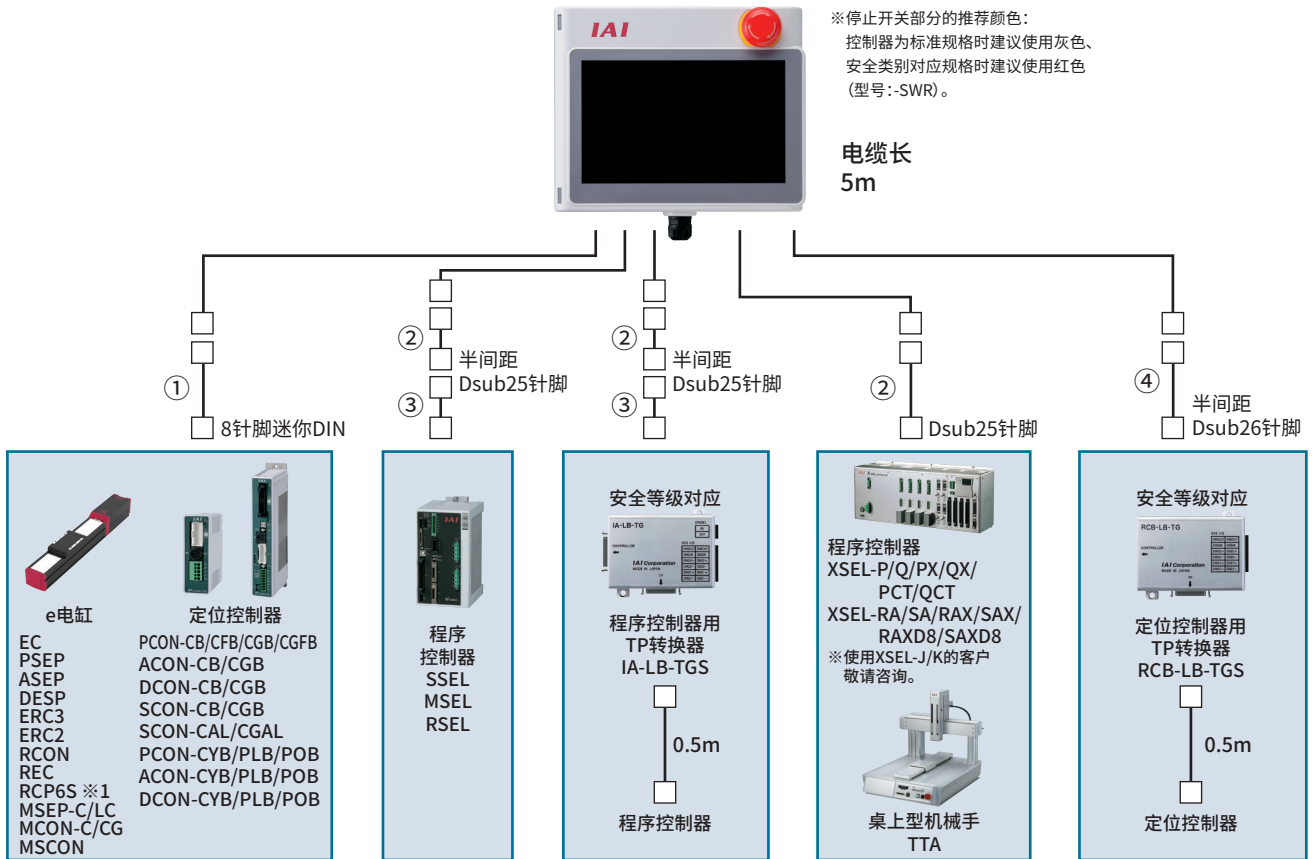 IAI
※停止开关部分的推荐颜色：
控制器为标准规格时建议使用灰色、
安全类别对应规格时建议使用红色
（型号：-SWR）。
电缆长
5m
①
8针脚迷你DIN
②
半间距
Dsub25针脚
③
②
半间距
Dsub25针脚
③
②
Dsub25针脚
④
半间距
Dsub26针脚
e电缸
EC
PSEP
ASEP
DESP
ERC3
ERC2
RCON
REC
RCP6S ※1
MSEP-C/LC
MCON-C/CG
MSCON
定位控制器
PCON-CB/CFB/CGB/CGFB
ACON-CB/CGB
DCON-CB/CGB
SCON-CB/CGB
SCON-CAL/CGAL
PCON-CYB/PLB/POB
ACON-CYB/PLB/POB
DCON-CYB/PLB/POB
IAI
程序
控制器
SSEL
MSEL
RSEL
安全等级对应
IA-LB-TG
CONTROLLER
IAI Corporation
MADE IN JAPAN
程序控制器用
TP转换器
IA-LB-TGS
0.5m
程序控制器
IAI
程序控制器
XSEL-P/Q/PX/QX/
PCT/QCT
XSEL-RA/SA/RAX/SAX/
RAXD8/SAXD8
※使用XSEL-J/K的客户
敬请咨询。
桌上型机械手
TTA
安全等级对应
RCB-LB-TG
CONTROLLER
IAI Corporation
MADE IN JAPAN
定位控制器用
TP转换器
RCB-LB-TGS
0.5m
定位控制器